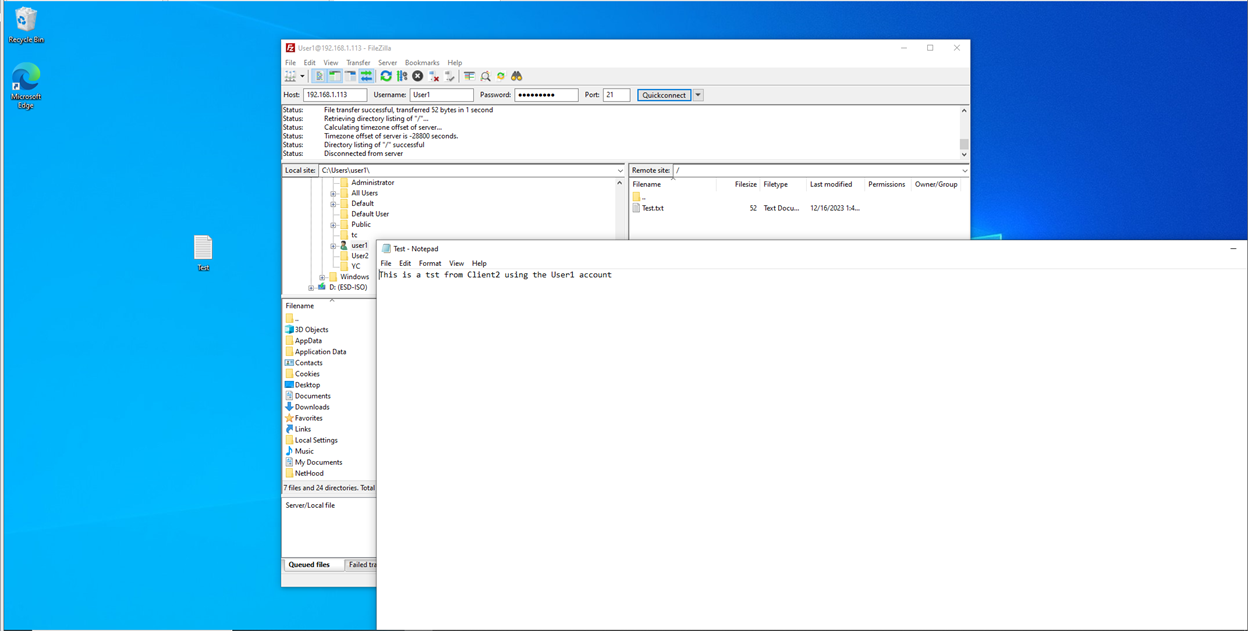 Recycle Bin
Microsoft
Edge
Test
User1@192.168.1.113 - FileZilla
File Edit View Transfer Server Bookmarks Help
Host: 192.168.1.113 Username: User1 Password: ●●●●●●●●● Port: 21 Quickconnect
Status: File transfer successful, transferred 52 bytes in 1 second
Status: Retrieving directory listing of "/"...
Status: Calculating timezone offset of server...
Status: Timezone offset of server is -28800 seconds.
Status: Directory listing of "/" successful
Status: Disconnected from server
Local site: C:\Users\user1\
Administrator
All Users
Default
Default User
Public
tc
user1
User2
YC
Windows
D: (ESD-ISO)
Remote site: /
Filename Filesize Filetype Last modified Permissions Owner/Group
..
Test.txt 52 Text Docu... 12/16/2023 1:4...
Filename
..
3D Objects
AppData
Application Data
Contacts
Cookies
Desktop
Documents
Downloads
Favorites
Links
Local Settings
Music
My Documents
NetHood
7 files and 24 directories. Total
Server/Local file
Queued files Failed tra
Test - Notepad
File Edit Format View Help
This is a tst from Client2 using the User1 account